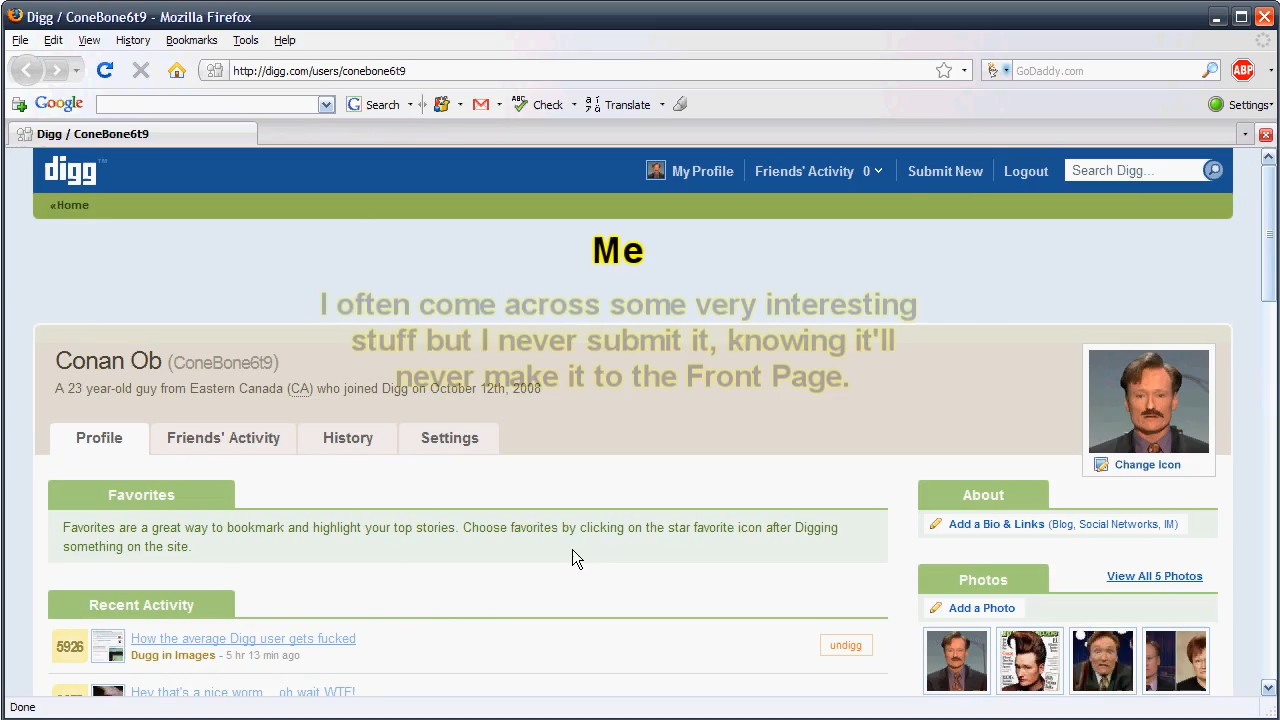 Digg / ConeBone6t9 - Mozilla Firefox
File Edit View History Bookmarks Tools Help
http://digg.com/users/conebone6t9
GoDaddy.com
ABP
Google
Search
Check
Translate
Settings
Digg / ConeBone6t9
digg™
My Profile
Friends' Activity 0
Submit New
Logout
Search Digg...
«Home
Me
I often come across some very interesting
stuff but I never submit it, knowing it'll
never make it to the Front Page.
Conan Ob (ConeBone6t9)
A 23 year-old guy from Eastern Canada (CA) who joined Digg on October 12th, 2008
Change Icon
Profile
Friends' Activity
History
Settings
Favorites
Favorites are a great way to bookmark and highlight your top stories. Choose favorites by clicking on the star favorite icon after Digging
something on the site.
About
Add a Bio & Links (Blog, Social Networks, IM)
Photos
View All 5 Photos
Add a Photo
Recent Activity
5926
How the average Digg user gets fucked
Dugg in Images - 5 hr 13 min ago
undigg
Hey that's a nice worm... oh wait WTF!
Done